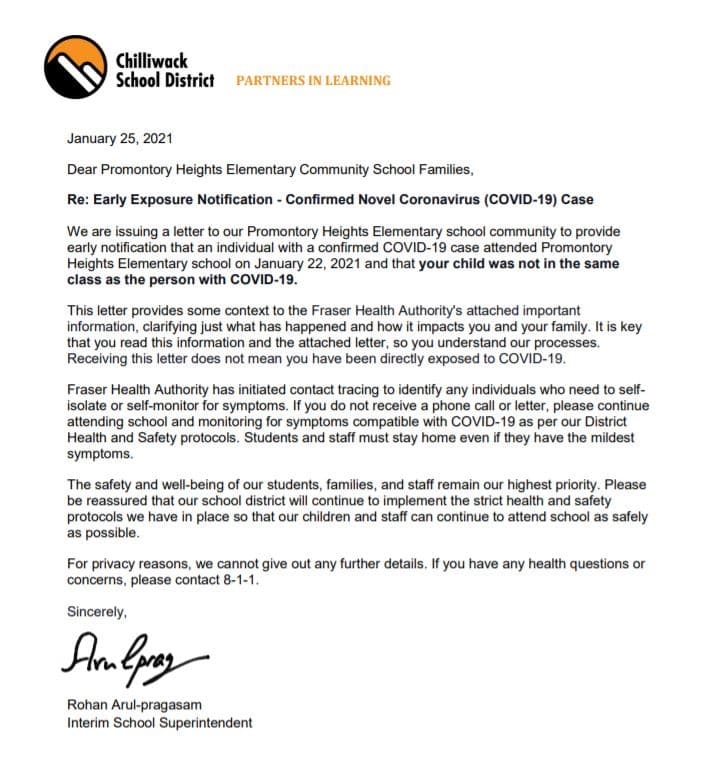 Chilliwack
School District PARTNERS IN LEARNING
January 25, 2021
Dear Promontory Heights Elementary Community School Families,
Re: Early Exposure Notification - Confirmed Novel Coronavirus (COVID-19) Case
We are issuing a letter to our Promontory Heights Elementary school community to provide
early notification that an individual with a confirmed COVID-19 case attended Promontory
Heights Elementary school on January 22, 2021 and that your child was not in the same
class as the person with COVID-19.
This letter provides some context to the Fraser Health Authority's attached important
information, clarifying just what has happened and how it impacts you and your family. It is key
that you read this information and the attached letter, so you understand our processes.
Receiving this letter does not mean you have been directly exposed to COVID-19.
Fraser Health Authority has initiated contact tracing to identify any individuals who need to self-
isolate or self-monitor for symptoms. If you do not receive a phone call or letter, please continue
attending school and monitoring for symptoms compatible with COVID-19 as per our District
Health and Safety protocols. Students and staff must stay home even if they have the mildest
symptoms.
The safety and well-being of our students, families, and staff remain our highest priority. Please
be reassured that our school district will continue to implement the strict health and safety
protocols we have in place so that our children and staff can continue to attend school as safely
as possible.
For privacy reasons, we cannot give out any further details. If you have any health questions or
concerns, please contact 8-1-1.
Sincerely,
Rohan Arul-pragasam
Interim School Superintendent